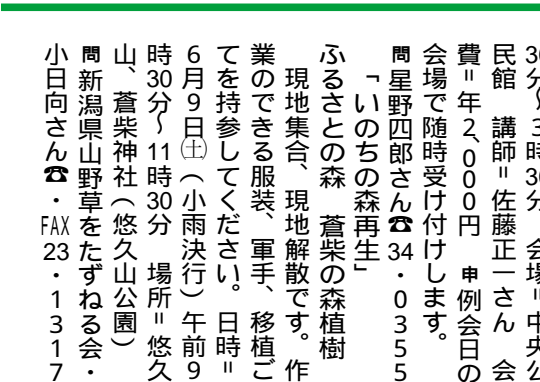 30分～3時30分　会場＝中央公
民館　講師＝佐藤正一さん　会
費＝年2、000円　申例会日の
会場で随時受け付けします。
問星野四郎さん☎34・0355
「いのちの森再生」
ふるさとの森　蒼柴の森植樹
現地集合、現地解散です。作
業のできる服装、軍手、移植ご
てを持参してください。日時＝
6月9日㈯（小雨決行）午前9
時30分～11時30分　場所＝悠久
山、蒼柴神社（悠久山公園）
問新潟県山野草をたずねる会・
小日向さん☎・FAX23・1317